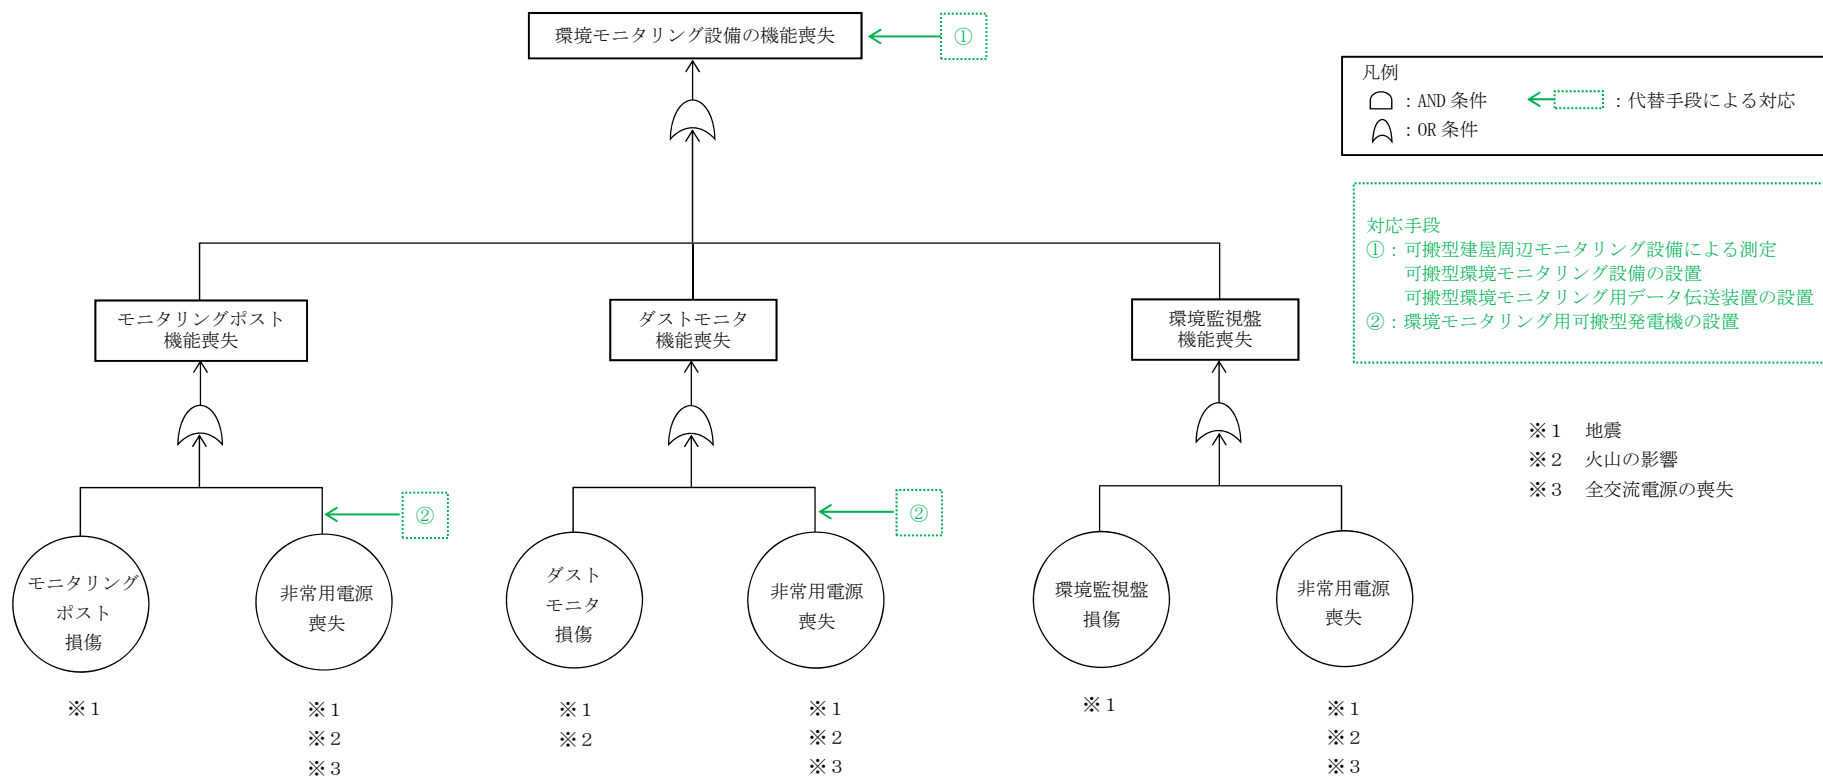 環境モニタリング設備の機能喪失
①
凡例
：AND 条件
：代替手段による対応
：OR 条件
対応手段
①：可搬型建屋周辺モニタリング設備による測定
可搬型環境モニタリング設備の設置
可搬型環境モニタリング用データ伝送装置の設置
②：環境モニタリング用可搬型発電機の設置
モニタリングポスト
機能喪失
ダストモニタ
機能喪失
環境監視盤
機能喪失
※１　地震
※２　火山の影響
※３　全交流電源の喪失
②
②
モニタリング
ポスト
損傷
非常用電源
喪失
ダスト
モニタ
損傷
非常用電源
喪失
環境監視盤
損傷
非常用電源
喪失
※１
※１
※２
※３
※１
※２
※１
※２
※３
※１
※１
※２
※３